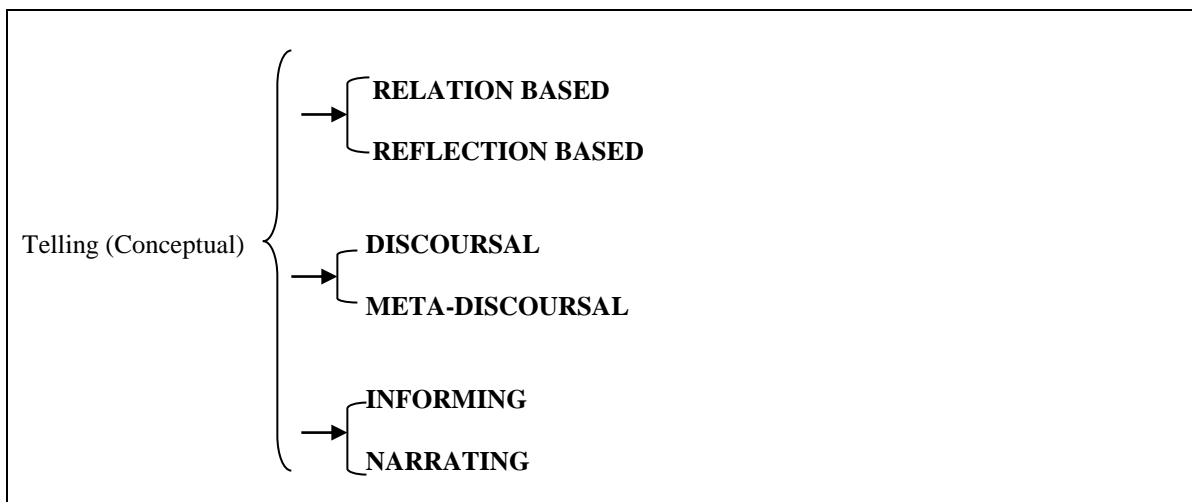 RELATION BASED
REFLECTION BASED
Telling (Conceptual)
DISCOURSAL
META-DISCOURSAL
INFORMING
NARRATING